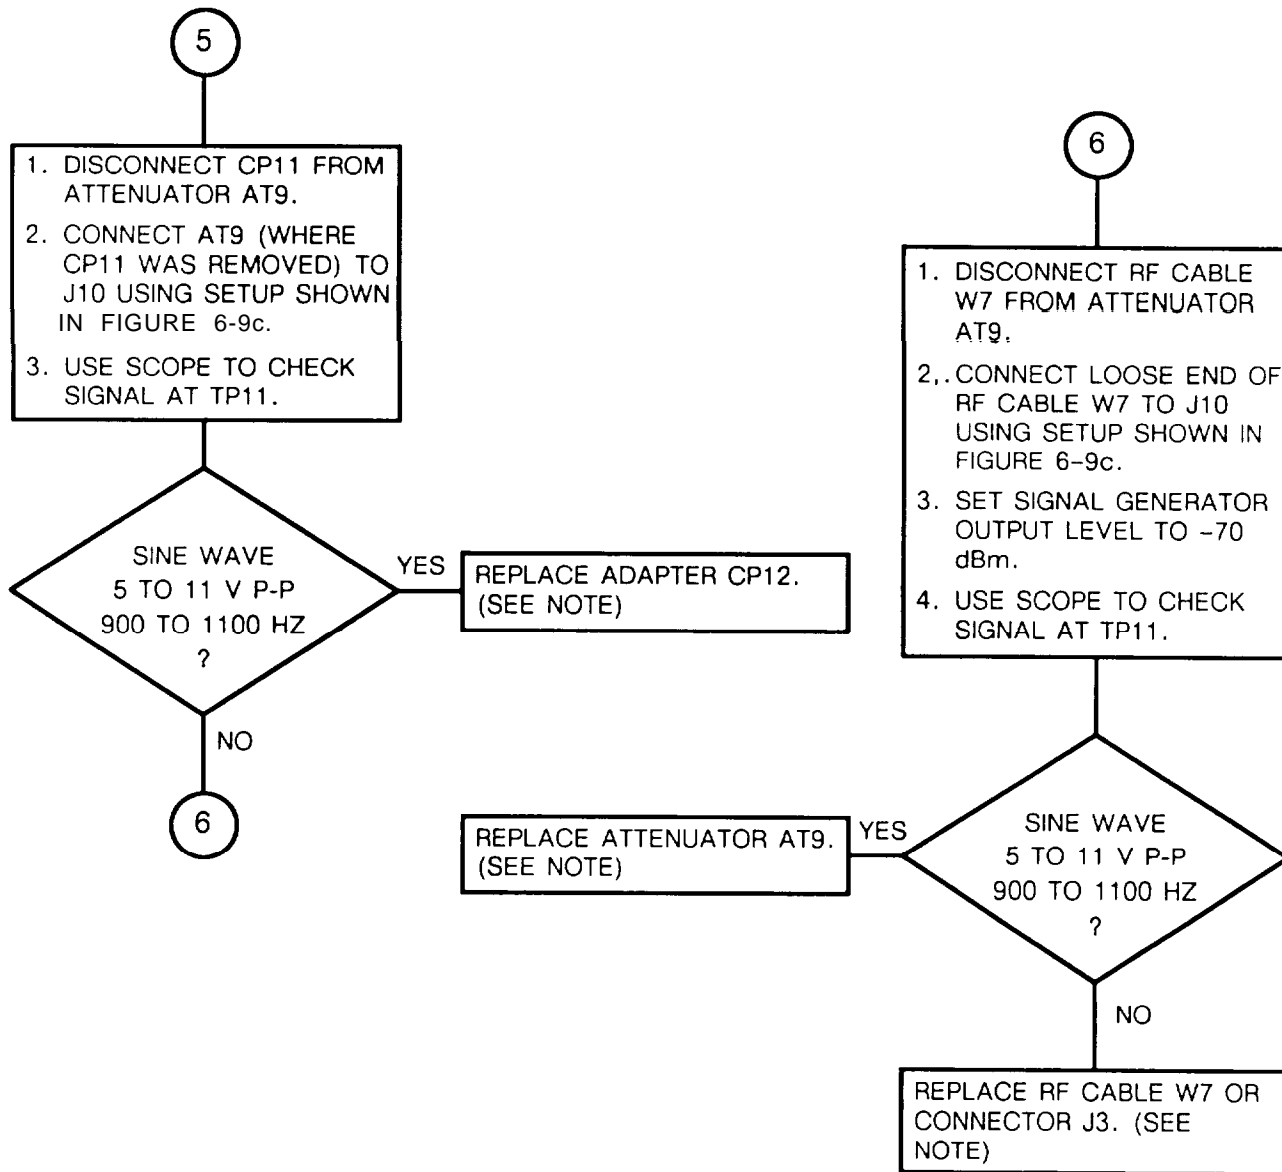 5
1. DISCONNECT CP11 FROM
ATTENUATOR AT9.
2. CONNECT AT9 (WHERE
CP11 WAS REMOVED) TO
J10 USING SETUP SHOWN
IN FIGURE 6-9c.
3. USE SCOPE TO CHECK
SIGNAL AT TP11.
SINE WAVE
5 TO 11 V P-P
900 TO 1100 HZ
?
YES
REPLACE ADAPTER CP12.
(SEE NOTE)
NO
6
6
1. DISCONNECT RF CABLE
W7 FROM ATTENUATOR
AT9.
2,. CONNECT LOOSE END OF
RF CABLE W7 TO J10
USING SETUP SHOWN IN
FIGURE 6-9c.
3. SET SIGNAL GENERATOR
OUTPUT LEVEL TO -70
dBm.
4. USE SCOPE TO CHECK
SIGNAL AT TP11.
SINE WAVE
5 TO 11 V P-P
900 TO 1100 HZ
?
YES
REPLACE ATTENUATOR AT9.
(SEE NOTE)
NO
REPLACE RF CABLE W7 OR
CONNECTOR J3. (SEE
NOTE)